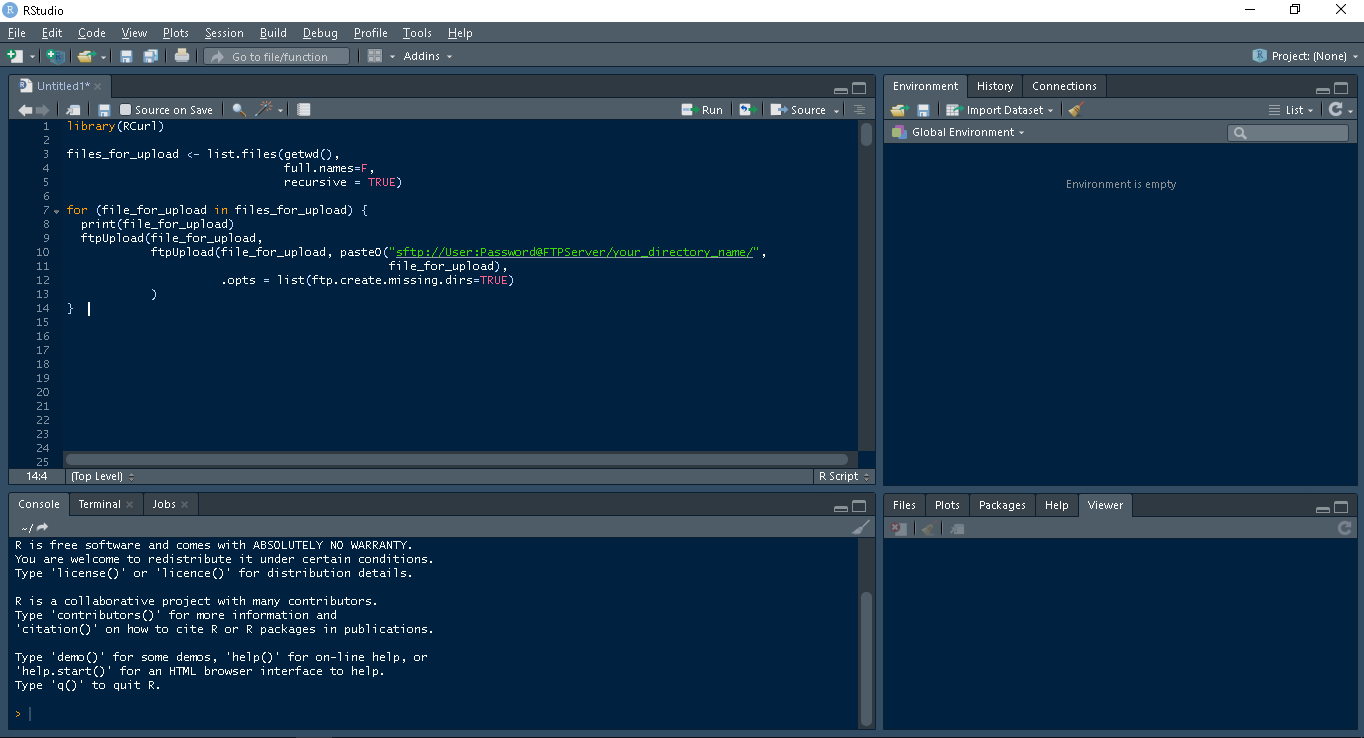 RStudio
File Edit Code View Plots Session Build Debug Profile Tools Help
Go to file/function Addins Project: (None)
Untitled1*
Source on Save Run Source
1 library(RCurl)
2
3 files_for_upload <- list.files(getwd(),
4 full.names=F,
5 recursive = TRUE)
6
7 for (file_for_upload in files_for_upload) {
8 print(file_for_upload)
9 ftpUpload(file_for_upload,
10 ftpUpload(file_for_upload, paste0("sftp://User:Password@FTPServer/your_directory_name/",
11 file_for_upload),
12 .opts = list(ftp.create.missing.dirs=TRUE)
13 )
14 }
15
16
17
18
19
20
21
22
23
24
25
14:4 (Top Level) R Script
Console Terminal Jobs
~/
R is free software and comes with ABSOLUTELY NO WARRANTY.
You are welcome to redistribute it under certain conditions.
Type 'license()' or 'licence()' for distribution details.
R is a collaborative project with many contributors.
Type 'contributors()' for more information and
'citation()' on how to cite R or R packages in publications.
Type 'demo()' for some demos, 'help()' for on-line help, or
'help.start()' for an HTML browser interface to help.
Type 'q()' to quit R.
>
Environment History Connections
Import Dataset List
Global Environment
Environment is empty
Files Plots Packages Help Viewer